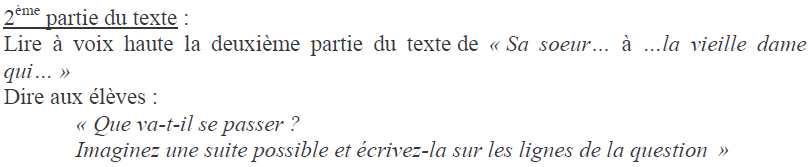 2ème partie du texte :
Lire à voix haute la deuxième partie du texte de « Sa soeur… à …la vieille dame
qui… »
Dire aux élèves :
« Que va-t-il se passer ?
Imaginez une suite possible et écrivez-la sur les lignes de la question »